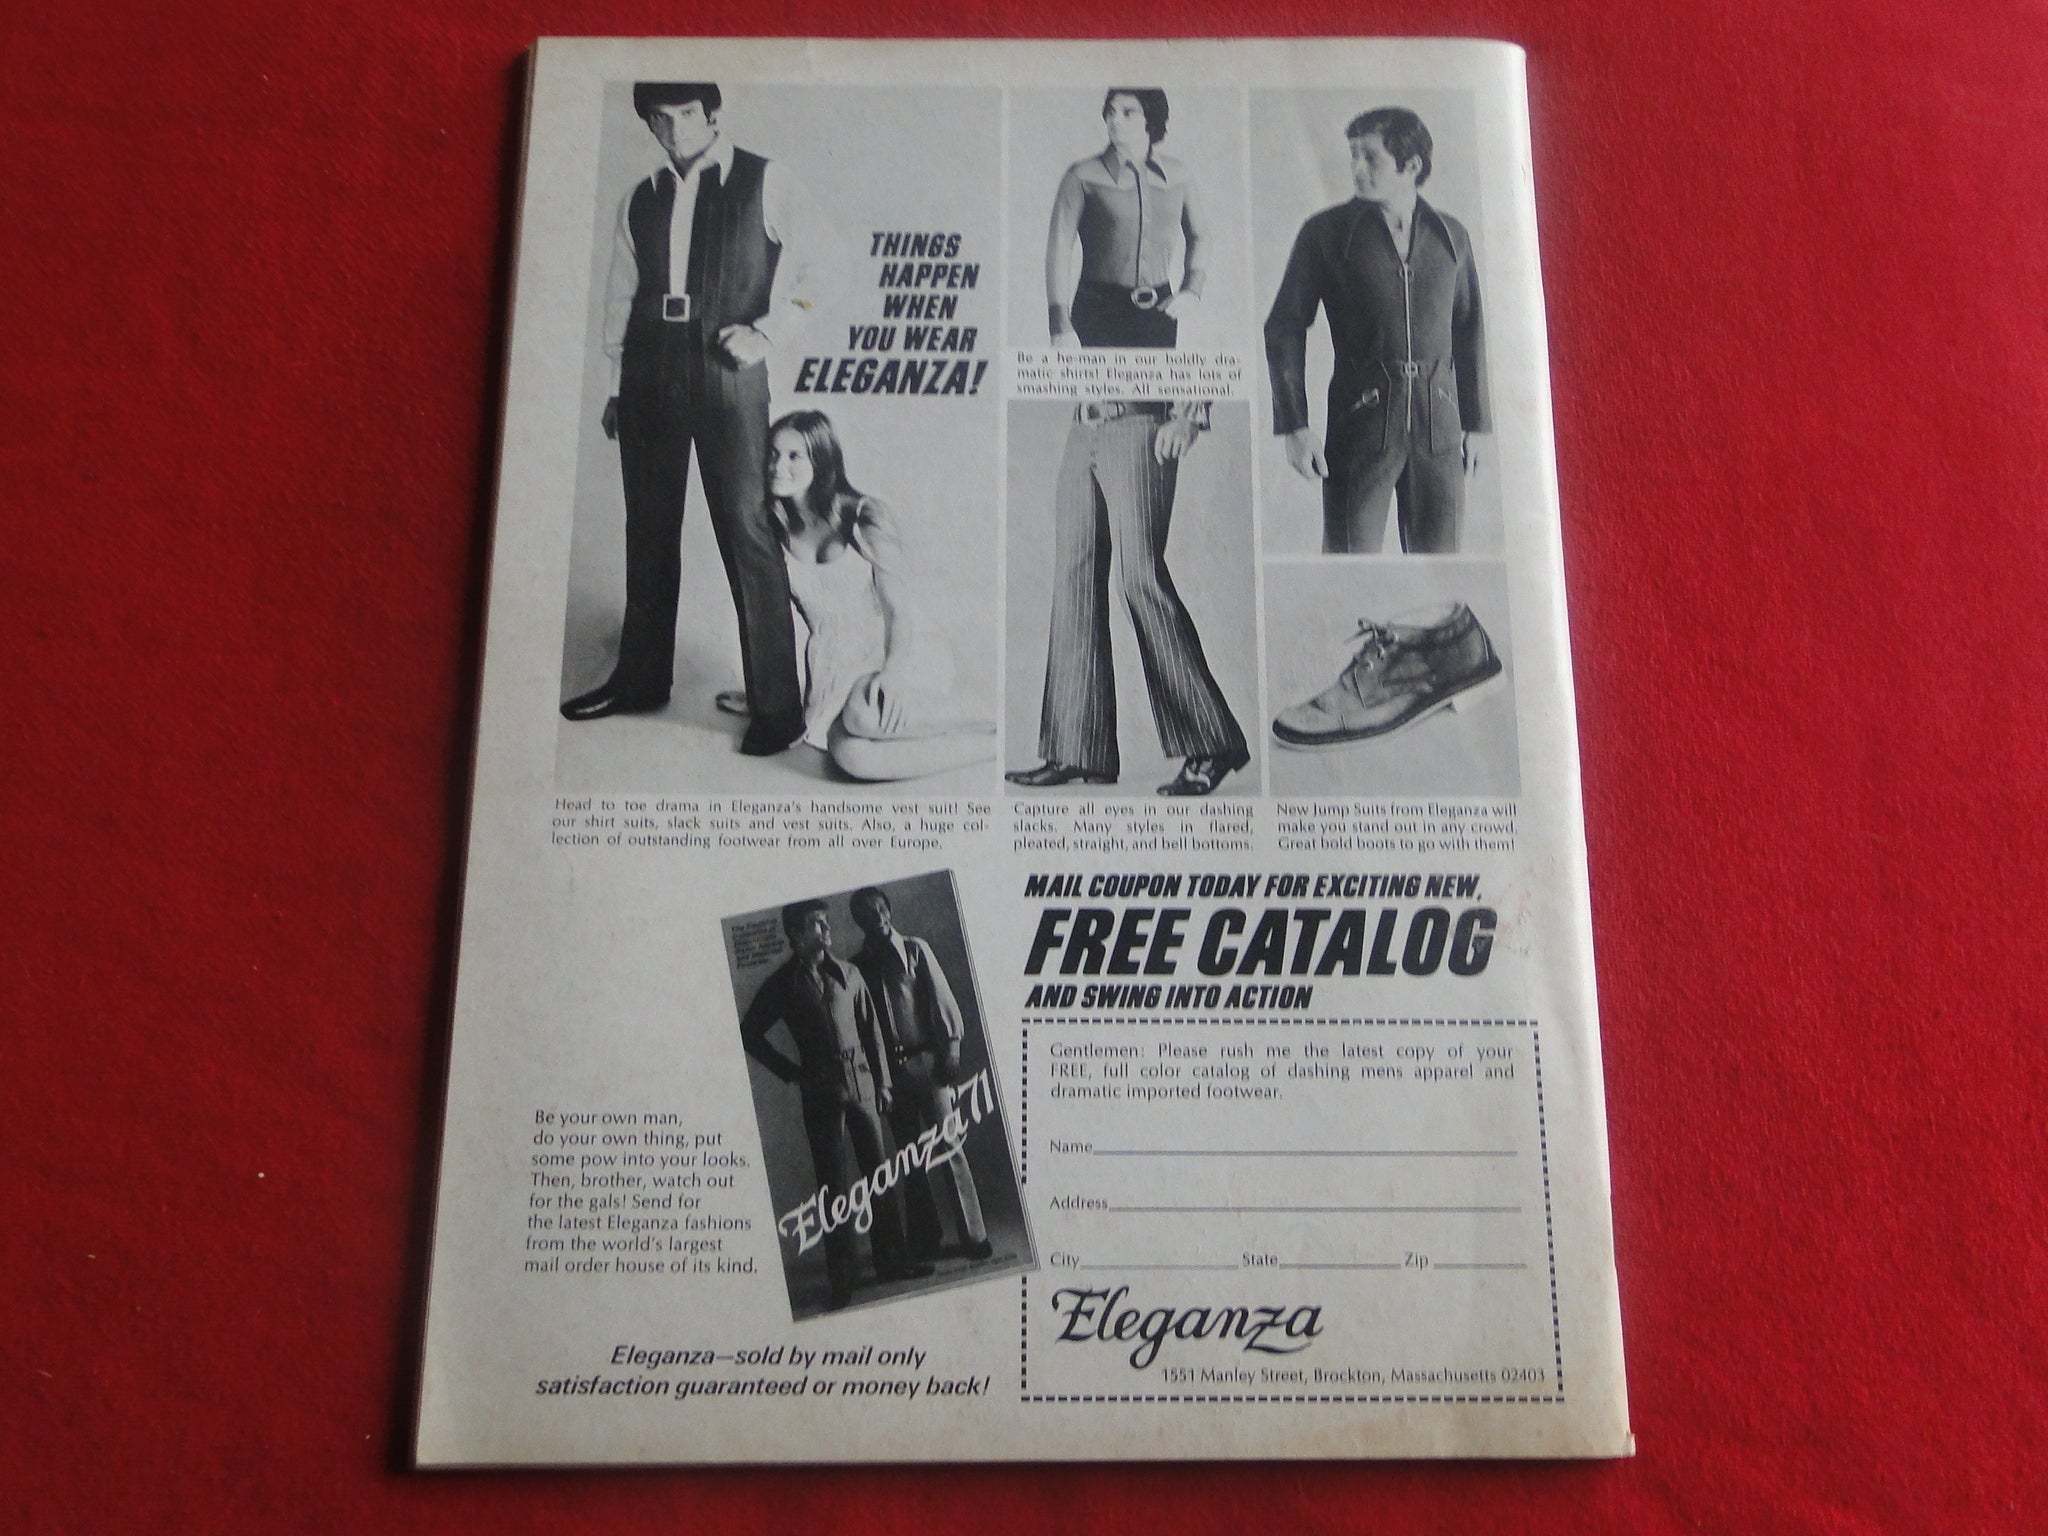 THINGS
HAPPEN
WHEN
YOU WEAR
ELEGANZA!
Be a he-man in our boldly dra-
matic shirts! Eleganza has lots of
smashing styles. All sensational.
Head to toe drama in Eleganza's handsome vest suit! See
our shirt suits, slack suits and vest suits. Also, a huge col-
lection of outstanding footwear from all over Europe.
Capture all eyes in our dashing
slacks. Many styles in flared,
pleated, straight, and bell bottoms.
New Jump Suits from Eleganza will
make you stand out in any crowd.
Great bold boots to go with them!
MAIL COUPON TODAY FOR EXCITING NEW,
FREE CATALOG
AND SWING INTO ACTION
Be your own man,
do your own thing, put
some pow into your looks.
Then, brother, watch out
for the gals! Send for
the latest Eleganza fashions
from the world's largest
mail order house of its kind.
Eleganza '71
Eleganza—sold by mail only
satisfaction guaranteed or money back!
Gentlemen: Please rush me the latest copy of your
FREE, full color catalog of dashing mens apparel and
dramatic imported footwear.
Name
Address
City State Zip
Eleganza
1551 Manley Street, Brockton, Massachusetts 02403